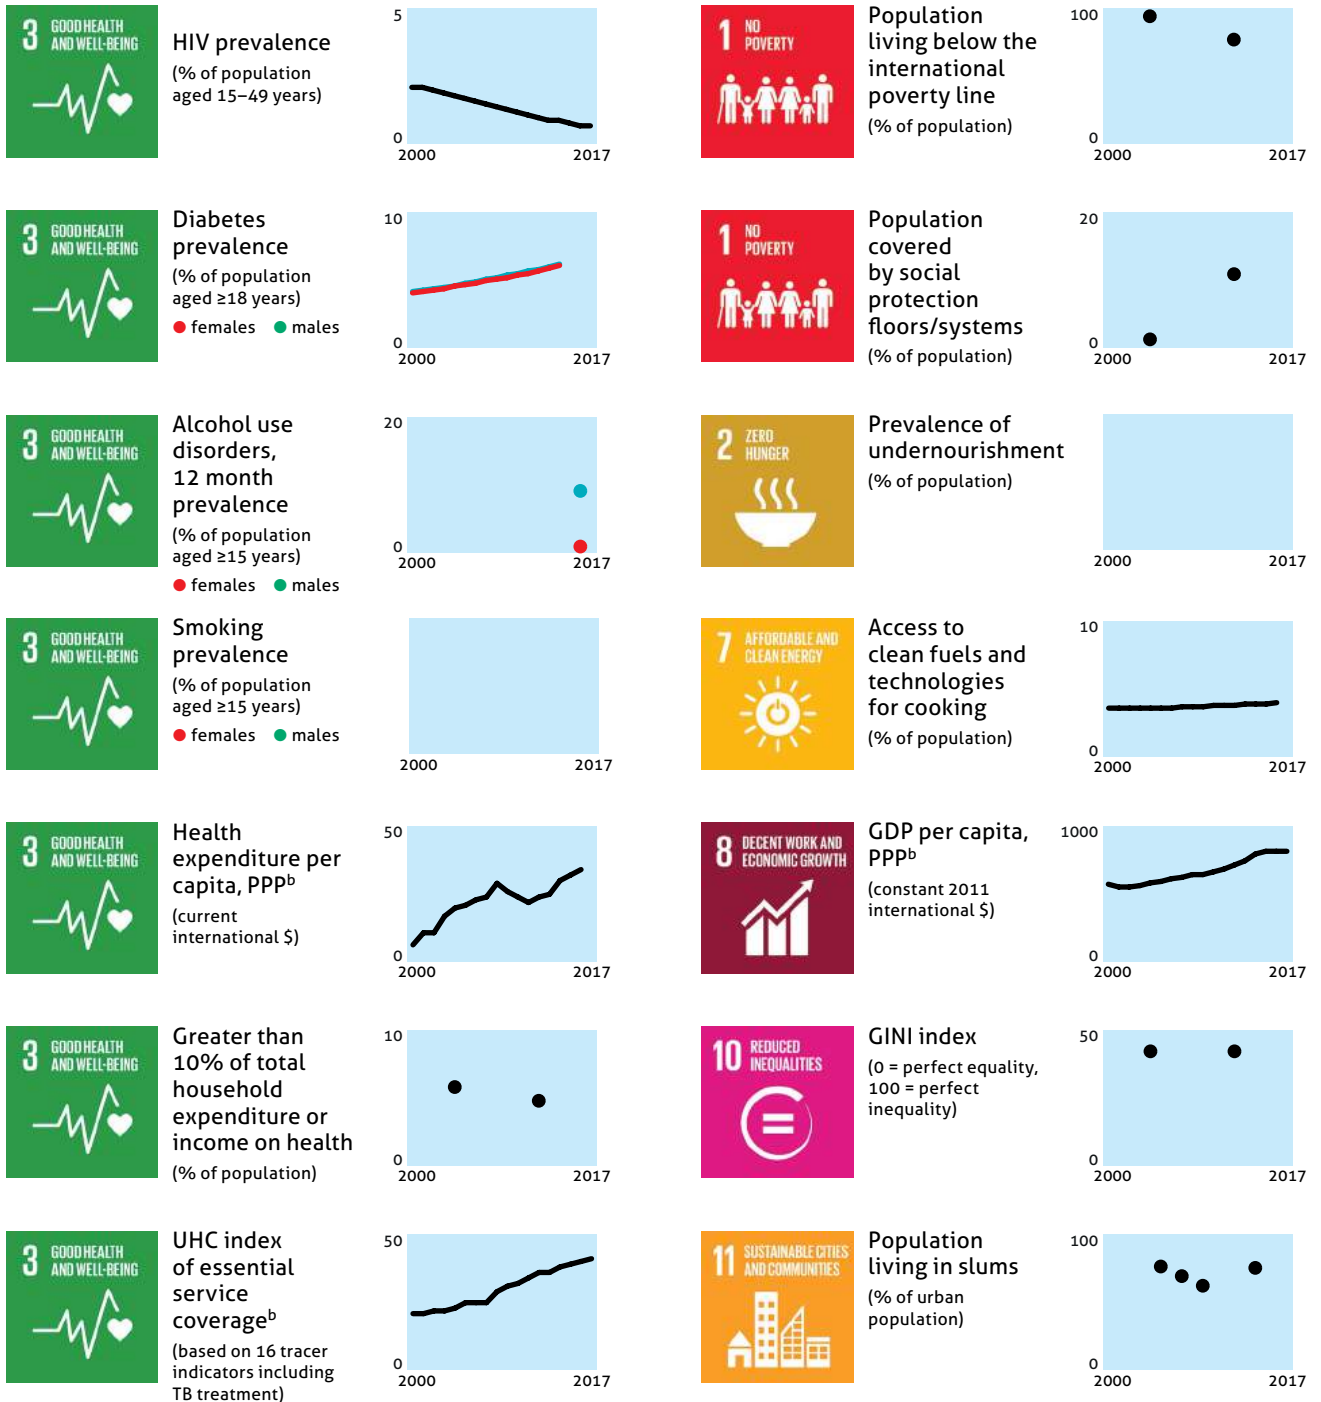 3 GOOD HEALTH
AND WELL-BEING
HIV prevalence
(% of population
aged 15–49 years)
5
0
2000 2017
1 NO
POVERTY
Population
living below the
international
poverty line
(% of population)
100
0
2000 2017
3 GOOD HEALTH
AND WELL-BEING
Diabetes
prevalence
(% of population
aged ≥18 years)
● females ● males
10
0
2000 2017
1 NO
POVERTY
Population
covered
by social
protection
floors/systems
(% of population)
20
0
2000 2017
3 GOOD HEALTH
AND WELL-BEING
Alcohol use
disorders,
12 month
prevalence
(% of population
aged ≥15 years)
● females ● males
20
0
2000 2017
2 ZERO
HUNGER
Prevalence of
undernourishment
(% of population)
2000 2017
3 GOOD HEALTH
AND WELL-BEING
Smoking
prevalence
(% of population
aged ≥15 years)
● females ● males
2000 2017
7 AFFORDABLE AND
CLEAN ENERGY
Access to
clean fuels and
technologies
for cooking
(% of population)
10
0
2000 2017
3 GOOD HEALTH
AND WELL-BEING
Health
expenditure per
capita, PPPᵇ
(current
international $)
50
0
2000 2017
8 DECENT WORK AND
ECONOMIC GROWTH
GDP per capita,
PPPᵇ
(constant 2011
international $)
1000
0
2000 2017
3 GOOD HEALTH
AND WELL-BEING
Greater than
10% of total
household
expenditure or
income on health
(% of population)
10
0
2000 2017
10 REDUCED
INEQUALITIES
GINI index
(0 = perfect equality,
100 = perfect
inequality)
50
0
2000 2017
3 GOOD HEALTH
AND WELL-BEING
UHC index
of essential
service
coverageᵇ
(based on 16 tracer
indicators including
TB treatment)
50
0
2000 2017
11 SUSTAINABLE CITIES
AND COMMUNITIES
Population
living in slums
(% of urban
population)
100
0
2000 2017